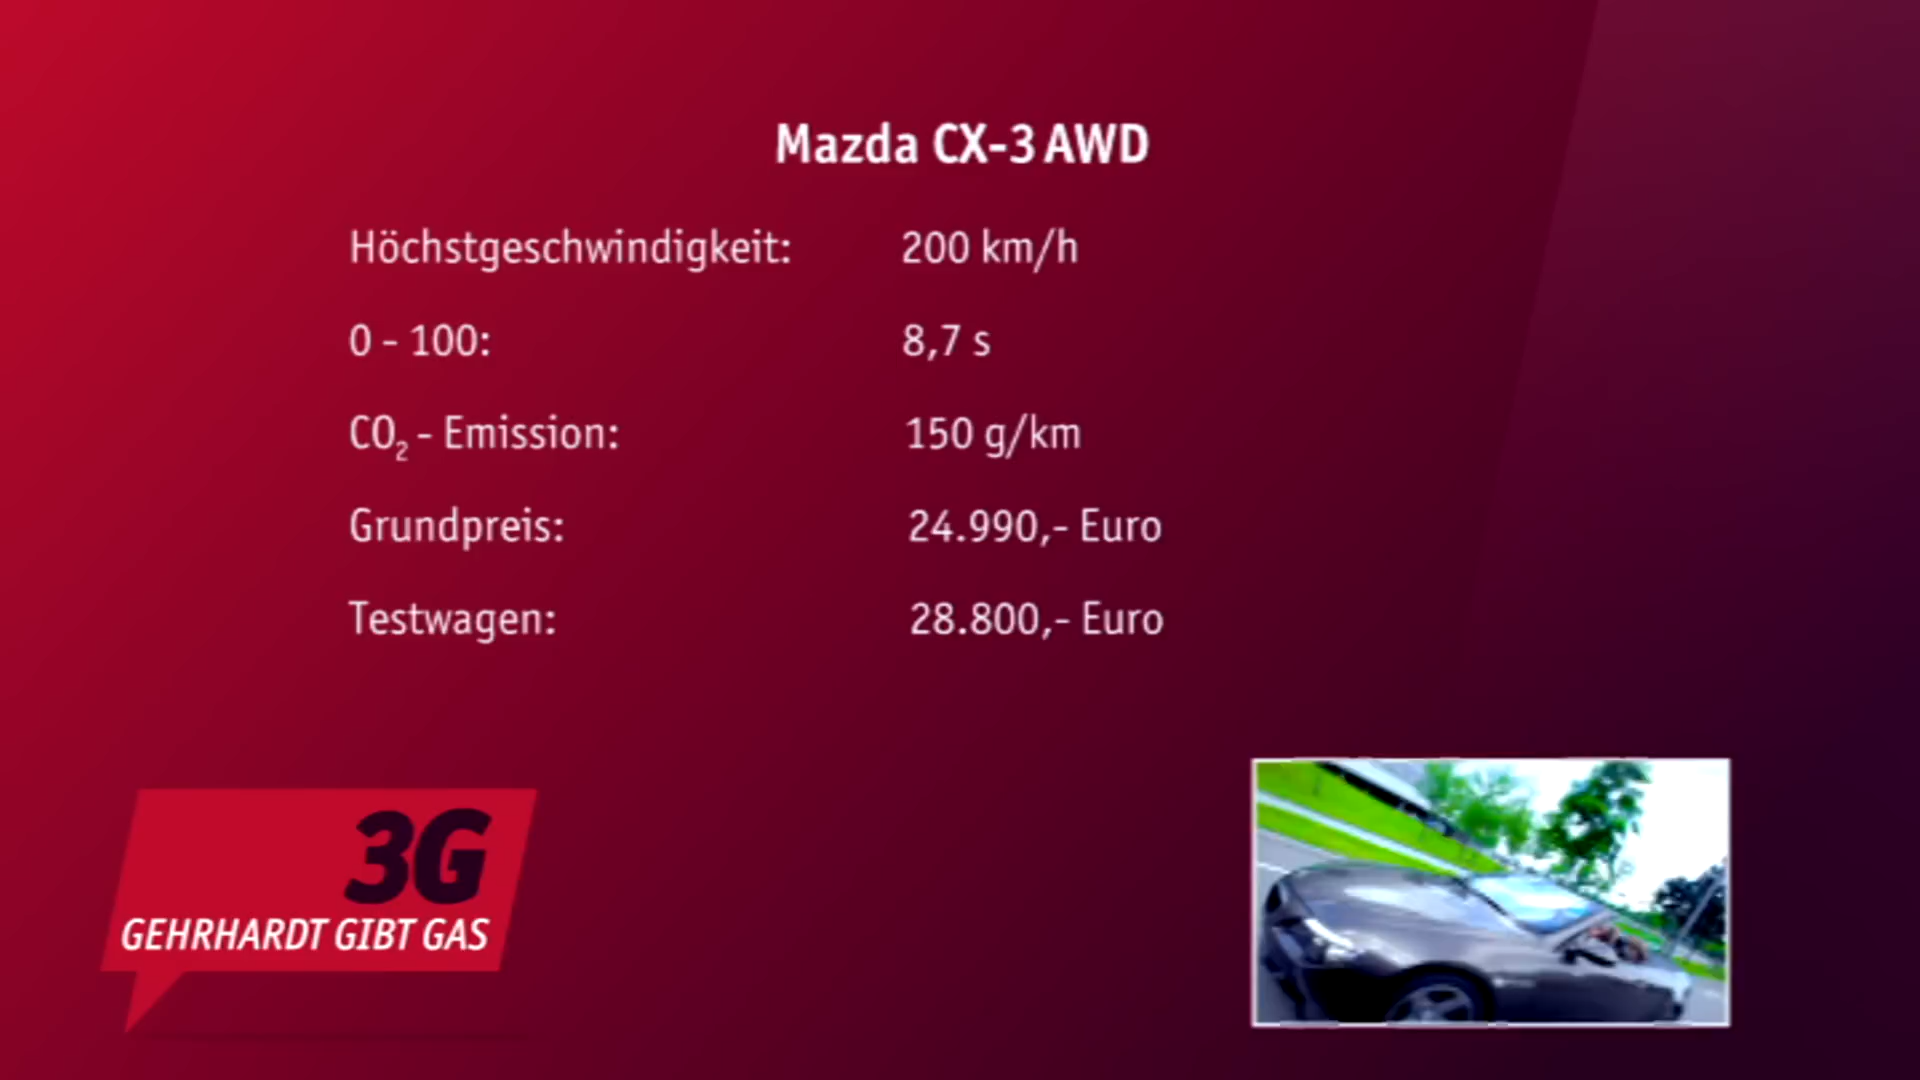 Mazda CX-3 AWD
Höchstgeschwindigkeit: 200 km/h
0 - 100: 8,7 s
CO₂ - Emission: 150 g/km
Grundpreis: 24.990,- Euro
Testwagen: 28.800,- Euro
3G
GEHRHARDT GIBT GAS